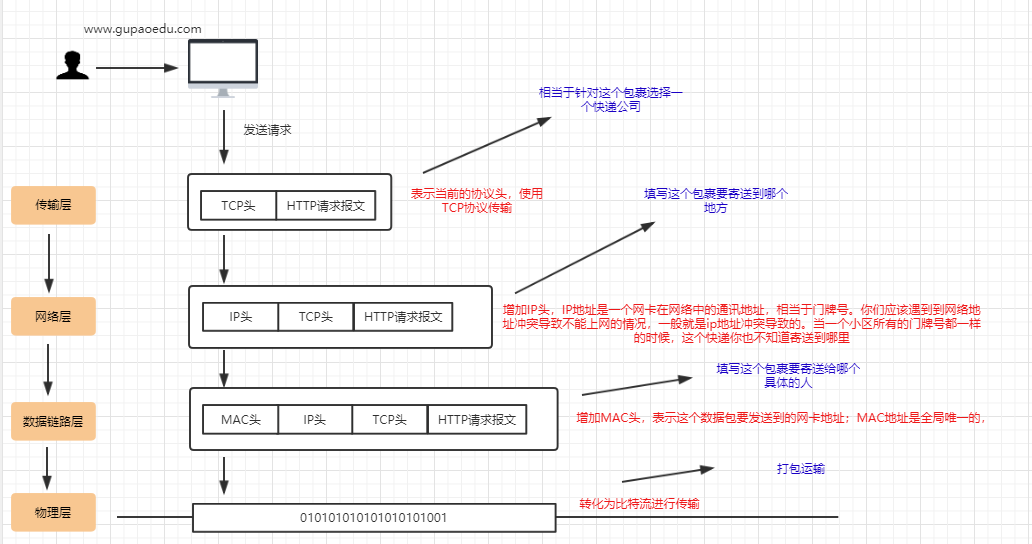 www.gupaoedu.com
发送请求
相当于针对这个包裹选择一
个快递公司
传输层
TCP头
HTTP请求报文
表示当前的协议头，使用
TCP协议传输
填写这个包裹要寄送到哪个
地方
网络层
IP头
TCP头
HTTP请求报文
增加IP头，IP地址是一个网卡在网络中的通讯地址，相当于门牌号。你们应该遇到到网络地
址冲突导致不能上网的情况，一般就是ip地址冲突导致的。当一个小区所有的门牌号都一样
的时候，这个快递你也不知道寄送到哪里
填写这个包裹要寄送给哪个
具体的人
数据链路层
MAC头
IP头
TCP头
HTTP请求报文
增加MAC头，表示这个数据包要发送到的网卡地址；MAC地址是全局唯一的，
打包运输
转化为比特流进行传输
物理层
010101010101010101001